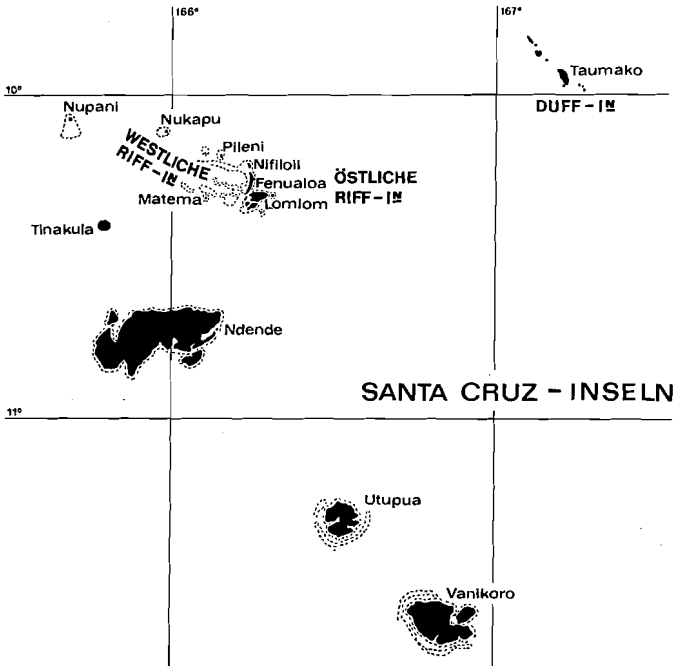 166°
167°
Taumako
DUFF-IN
10°
Nupani
Nukapu
Pileni
WESTLICHE
RIFF-IN
Nifiloli
Fenualoa
ÖSTLICHE
RIFF-IN
Matema
Lomlom
Tinakula
Ndende
SANTA CRUZ - INSELN
11°
Utupua
Vanikoro